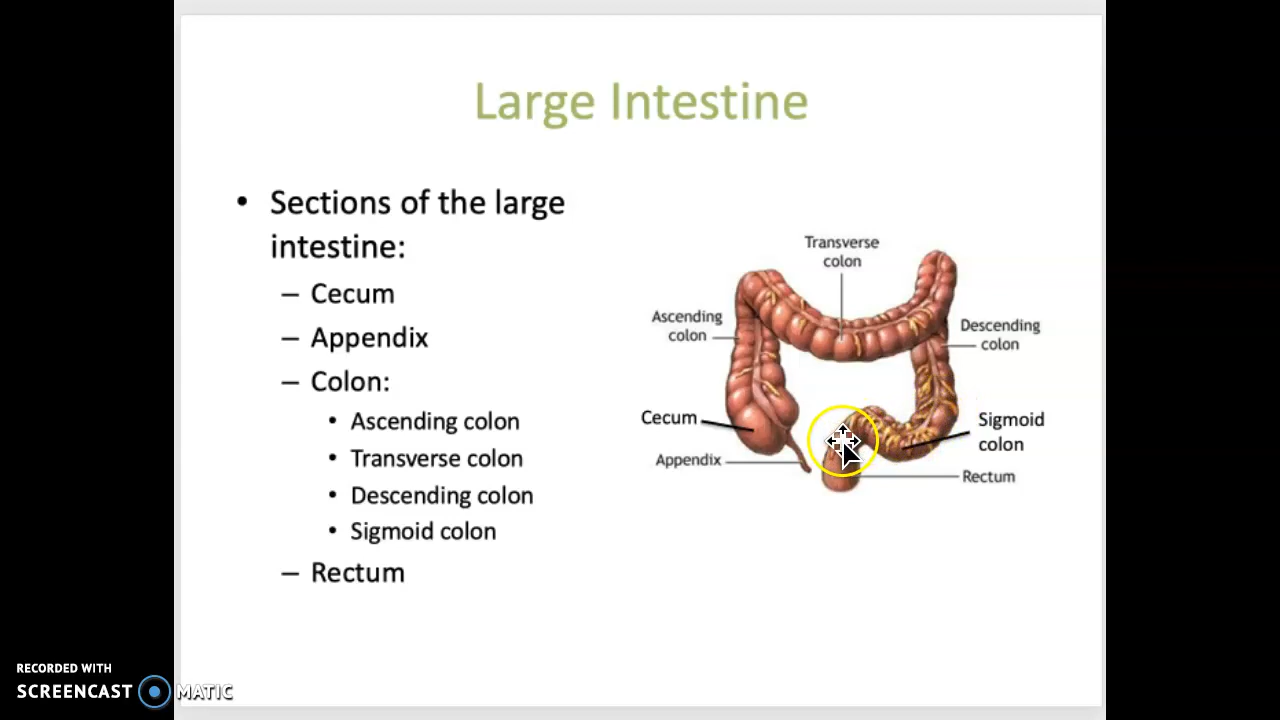 Large Intestine
• Sections of the large
intestine:
– Cecum
– Appendix
– Colon:
• Ascending colon
• Transverse colon
• Descending colon
• Sigmoid colon
– Rectum
Transverse
colon
Ascending
colon
Descending
colon
Cecum
Sigmoid
colon
Appendix
Rectum
RECORDED WITH
SCREENCAST MATIC